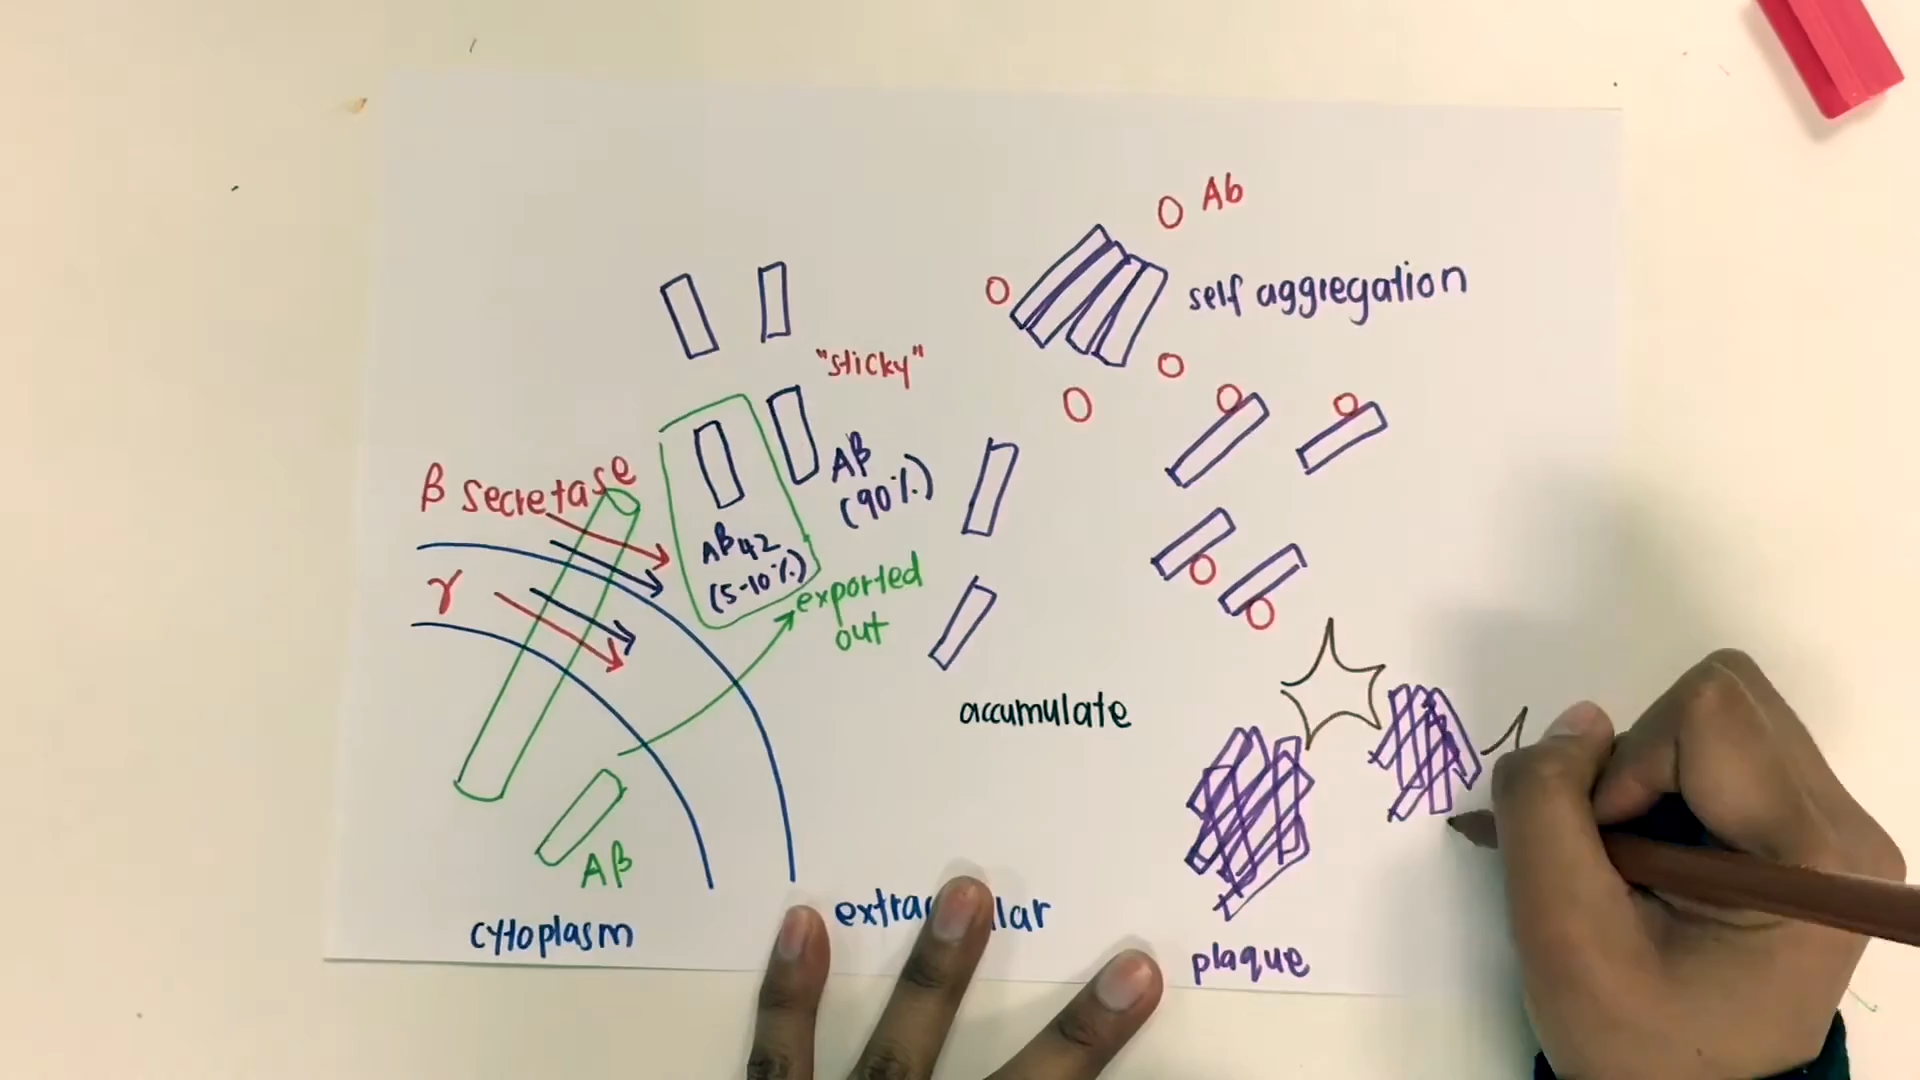 Ab
self aggregation
"sticky"
β secretase
Aβ
(90%)
Aβ42
(5-10%)
γ
exported
out
accumulate
Aβ
cytoplasm
plaque